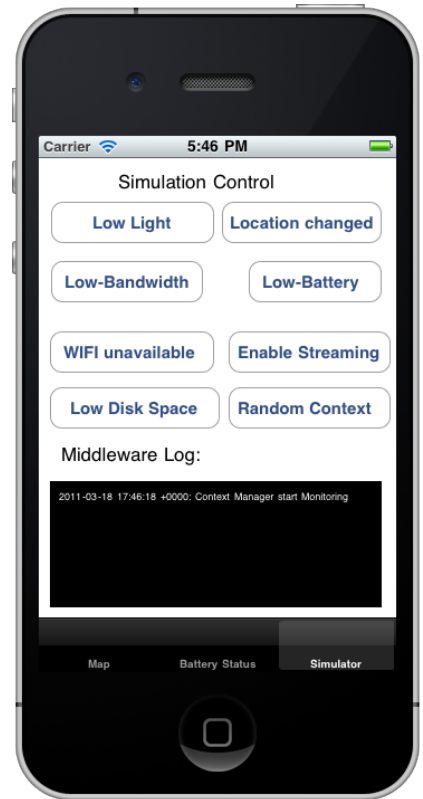 Carrier 5:46 PM
Simulation Control
Low Light Location changed
Low-Bandwidth Low-Battery
WIFI unavailable Enable Streaming
Low Disk Space Random Context
Middleware Log:
2011-03-18 17:46:18 +0000: Context Manager start Monitoring
Map Battery Status Simulator